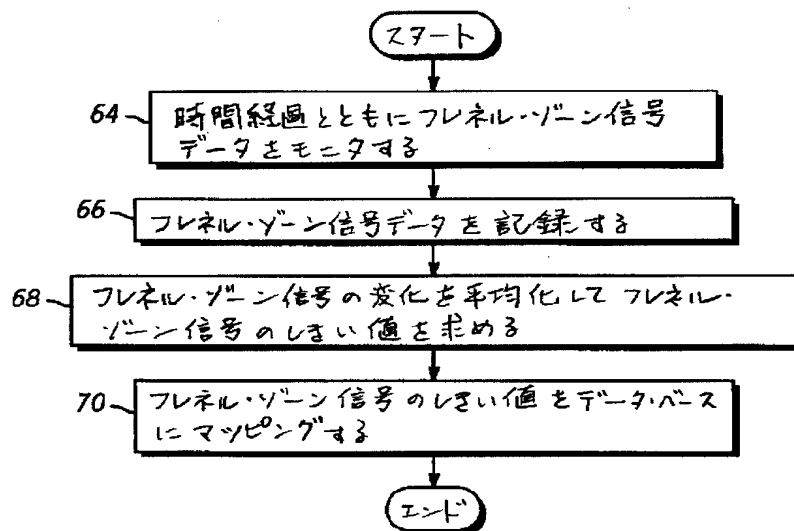 スタート
64
時間経過とともにフレネル・ゾーン信号
データをモニタする
66
フレネル・ゾーン信号データを記録する
68
フレネル・ゾーン信号の変化を平均化してフレネル・
ゾーン信号のしきい値を求める
70
フレネル・ゾーン信号のしきい値をデータ・ベース
にマッピングする
エンド